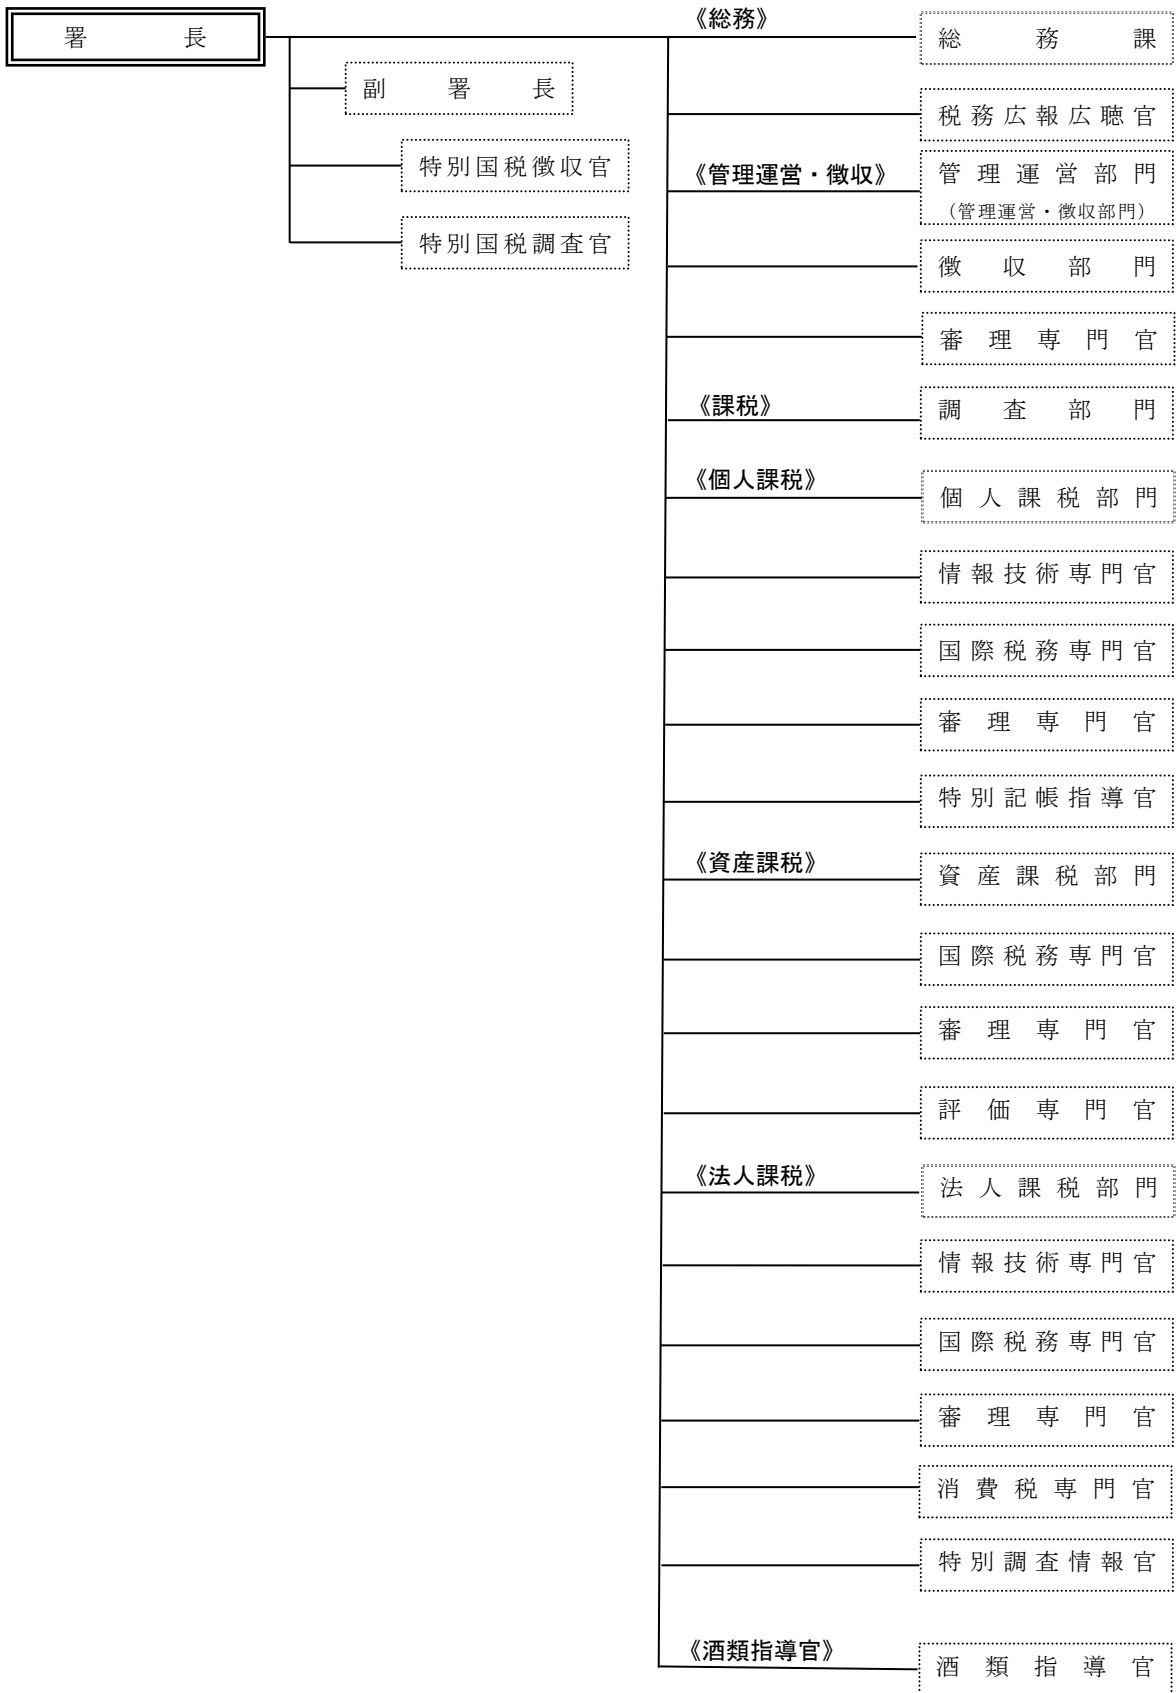 署長
副署長
特別国税徴収官
特別国税調査官
《総務》
総務課
税務広報広聴官
《管理運営・徴収》
管理運営部門
（管理運営・徴収部門）
徴収部門
審理専門官
《課税》
調査部門
《個人課税》
個人課税部門
情報技術専門官
国際税務専門官
審理専門官
特別記帳指導官
《資産課税》
資産課税部門
国際税務専門官
審理専門官
評価専門官
《法人課税》
法人課税部門
情報技術専門官
国際税務専門官
審理専門官
消費税専門官
特別調査情報官
《酒類指導官》
酒類指導官